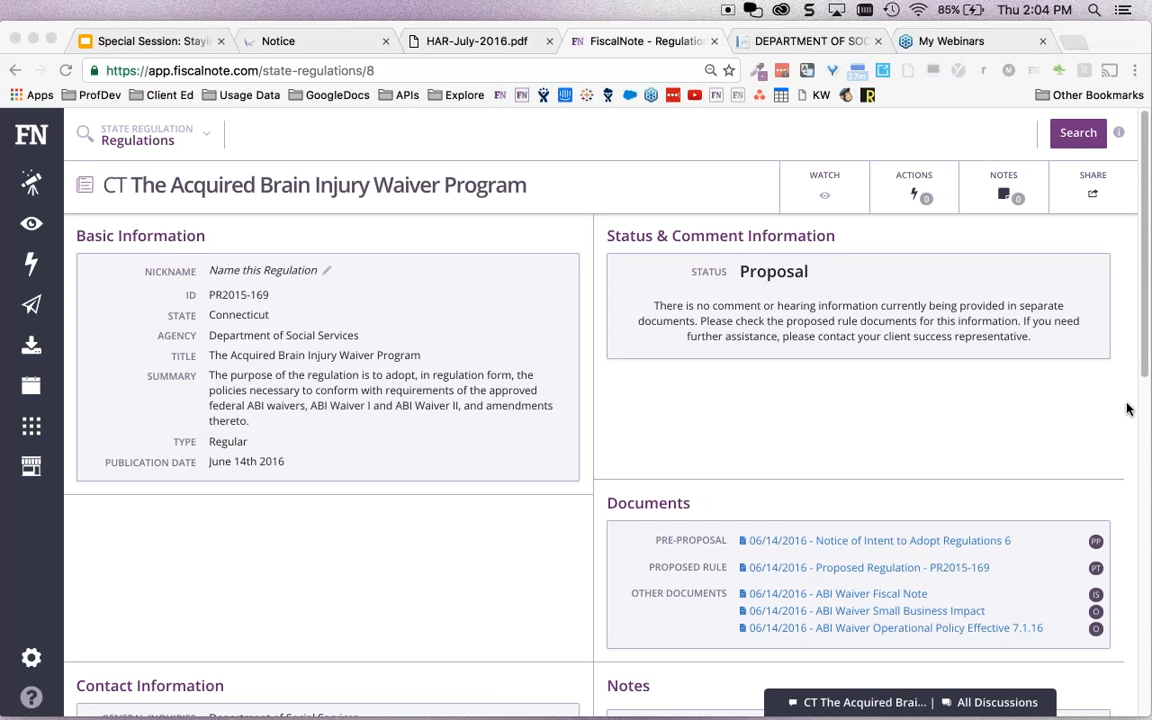 85%
Thu 2:04 PM
Special Session: Stayi
Notice
HAR-July-2016.pdf
FiscalNote - Regulatio
DEPARTMENT OF SOC
My Webinars
https://app.fiscalnote.com/state-regulations/8
Apps
ProfDev
Client Ed
Usage Data
GoogleDocs
APIs
Explore
FN
KW
Other Bookmarks
FN
STATE REGULATION
Regulations
Search
CT The Acquired Brain Injury Waiver Program
WATCH
ACTIONS
0
NOTES
0
SHARE
Basic Information
NICKNAME Name this Regulation
ID PR2015-169
STATE Connecticut
AGENCY Department of Social Services
TITLE The Acquired Brain Injury Waiver Program
SUMMARY The purpose of the regulation is to adopt, in regulation form, the
policies necessary to conform with requirements of the approved
federal ABI waivers, ABI Waiver I and ABI Waiver II, and amendments
thereto.
TYPE Regular
PUBLICATION DATE June 14th 2016
Status & Comment Information
STATUS Proposal
There is no comment or hearing information currently being provided in separate
documents. Please check the proposed rule documents for this information. If you need
further assistance, please contact your client success representative.
Documents
PRE-PROPOSAL 06/14/2016 - Notice of Intent to Adopt Regulations 6 PP
PROPOSED RULE 06/14/2016 - Proposed Regulation - PR2015-169 PT
OTHER DOCUMENTS 06/14/2016 - ABI Waiver Fiscal Note IS
06/14/2016 - ABI Waiver Small Business Impact O
06/14/2016 - ABI Waiver Operational Policy Effective 7.1.16 O
Contact Information
Notes
CT The Acquired Brai... | All Discussions